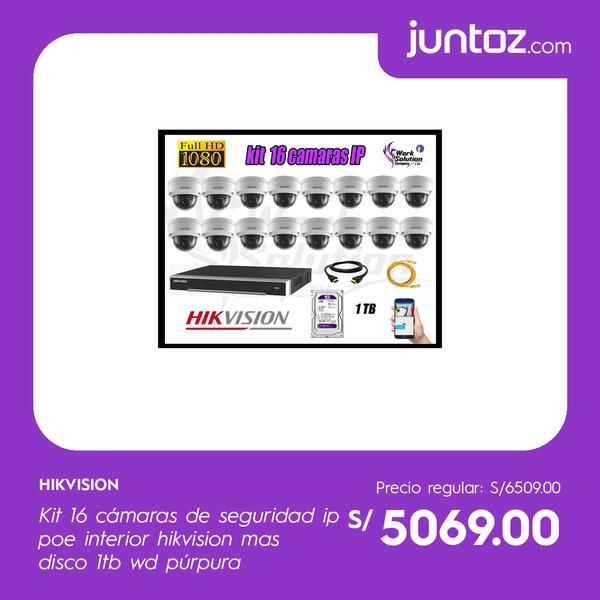 juntoz.com
Full HD
1080
kit 16 camaras IP
Work
Solution
Company
HIKVISION
1 TB
HIKVISION
Precio regular: S/6509.00
Kit 16 cámaras de seguridad ip
poe interior hikvision mas
disco 1tb wd púrpura
S/ 5069.00